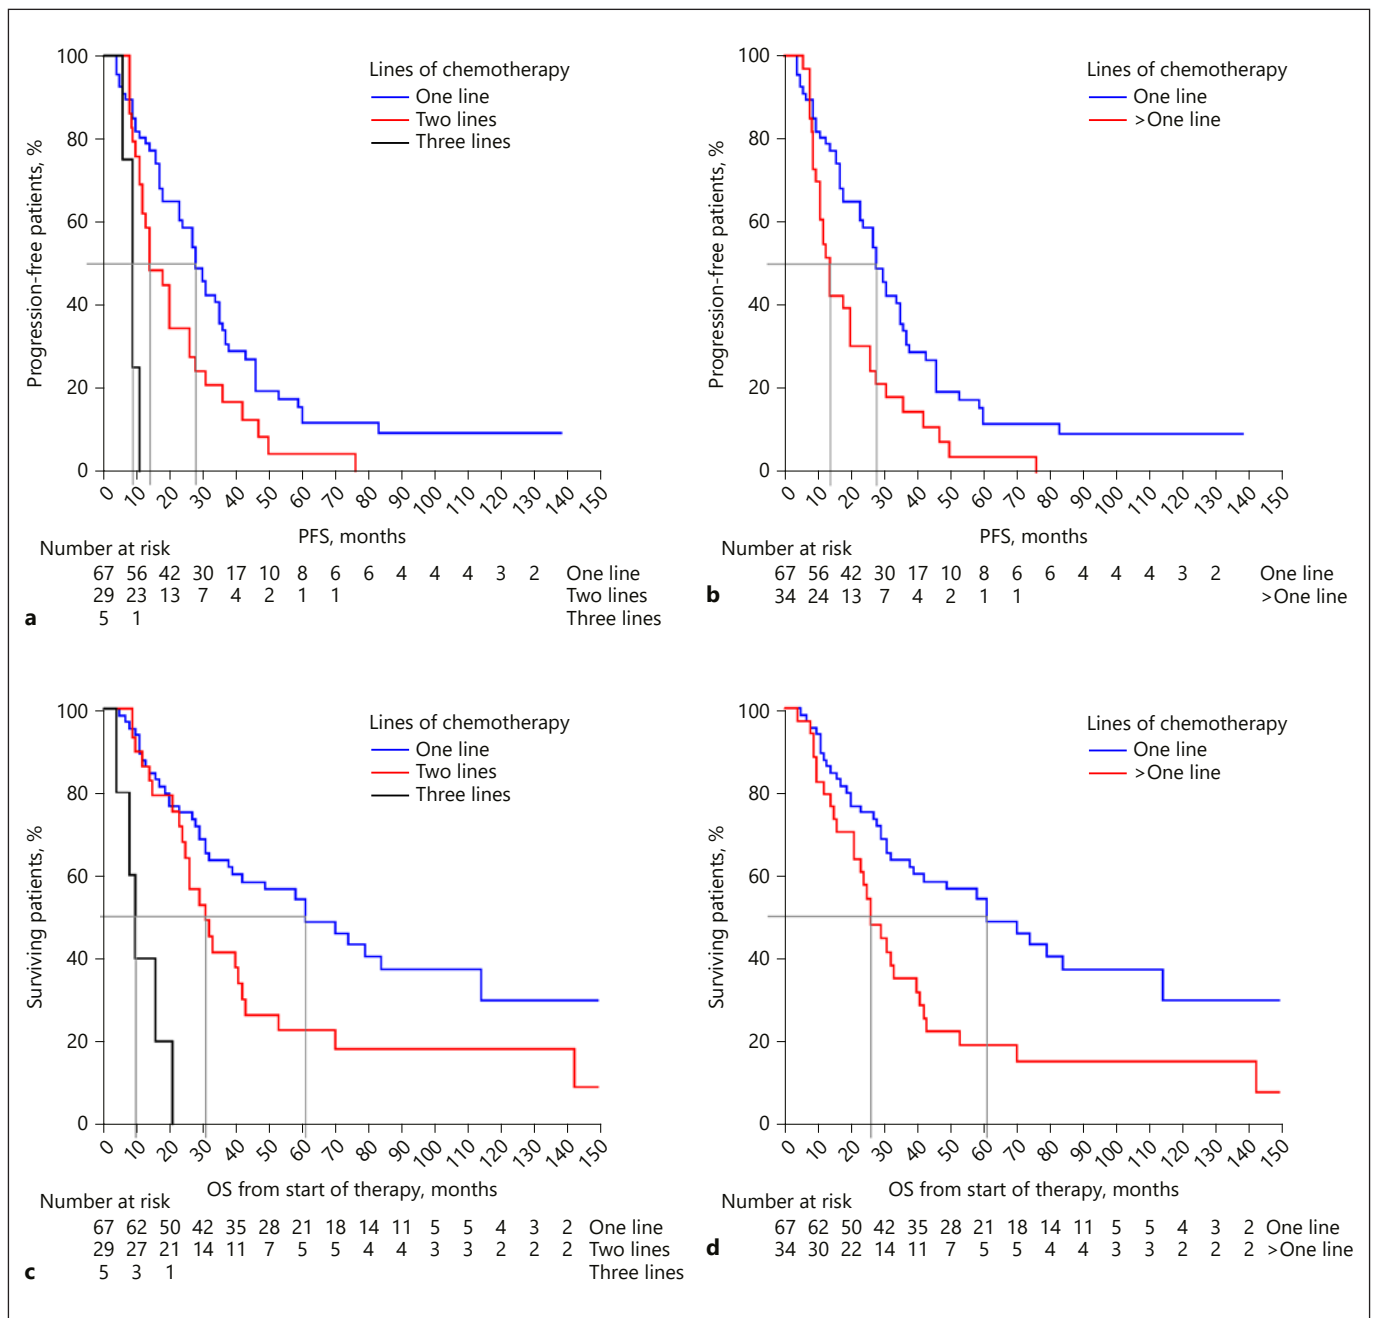 Progression-free patients, %
100
80
60
40
20
0
Lines of chemotherapy
One line
Two lines
Three lines
0 10 20 30 40 50 60 70 80 90 100 110 120 130 140 150
PFS, months
Number at risk
67 56 42 30 17 10 8 6 6 4 4 4 3 2 One line
29 23 13 7 4 2 1 1 Two lines
5 1 Three lines
a
Progression-free patients, %
100
80
60
40
20
0
Lines of chemotherapy
One line
>One line
0 10 20 30 40 50 60 70 80 90 100 110 120 130 140 150
PFS, months
Number at risk
67 56 42 30 17 10 8 6 6 4 4 4 3 2 One line
34 24 13 7 4 2 1 1 >One line
b
Surviving patients, %
100
80
60
40
20
0
Lines of chemotherapy
One line
Two lines
Three lines
0 10 20 30 40 50 60 70 80 90 100 110 120 130 140 150
OS from start of therapy, months
Number at risk
67 62 50 42 35 28 21 18 14 11 5 5 4 3 2 One line
29 27 21 14 11 7 5 5 4 4 3 3 2 2 2 Two lines
5 3 1 Three lines
c
Surviving patients, %
100
80
60
40
20
0
Lines of chemotherapy
One line
>One line
0 10 20 30 40 50 60 70 80 90 100 110 120 130 140 150
OS from start of therapy, months
Number at risk
67 62 50 42 35 28 21 18 14 11 5 5 4 3 2 One line
34 30 22 14 11 7 5 5 4 4 3 3 2 2 2 >One line
d